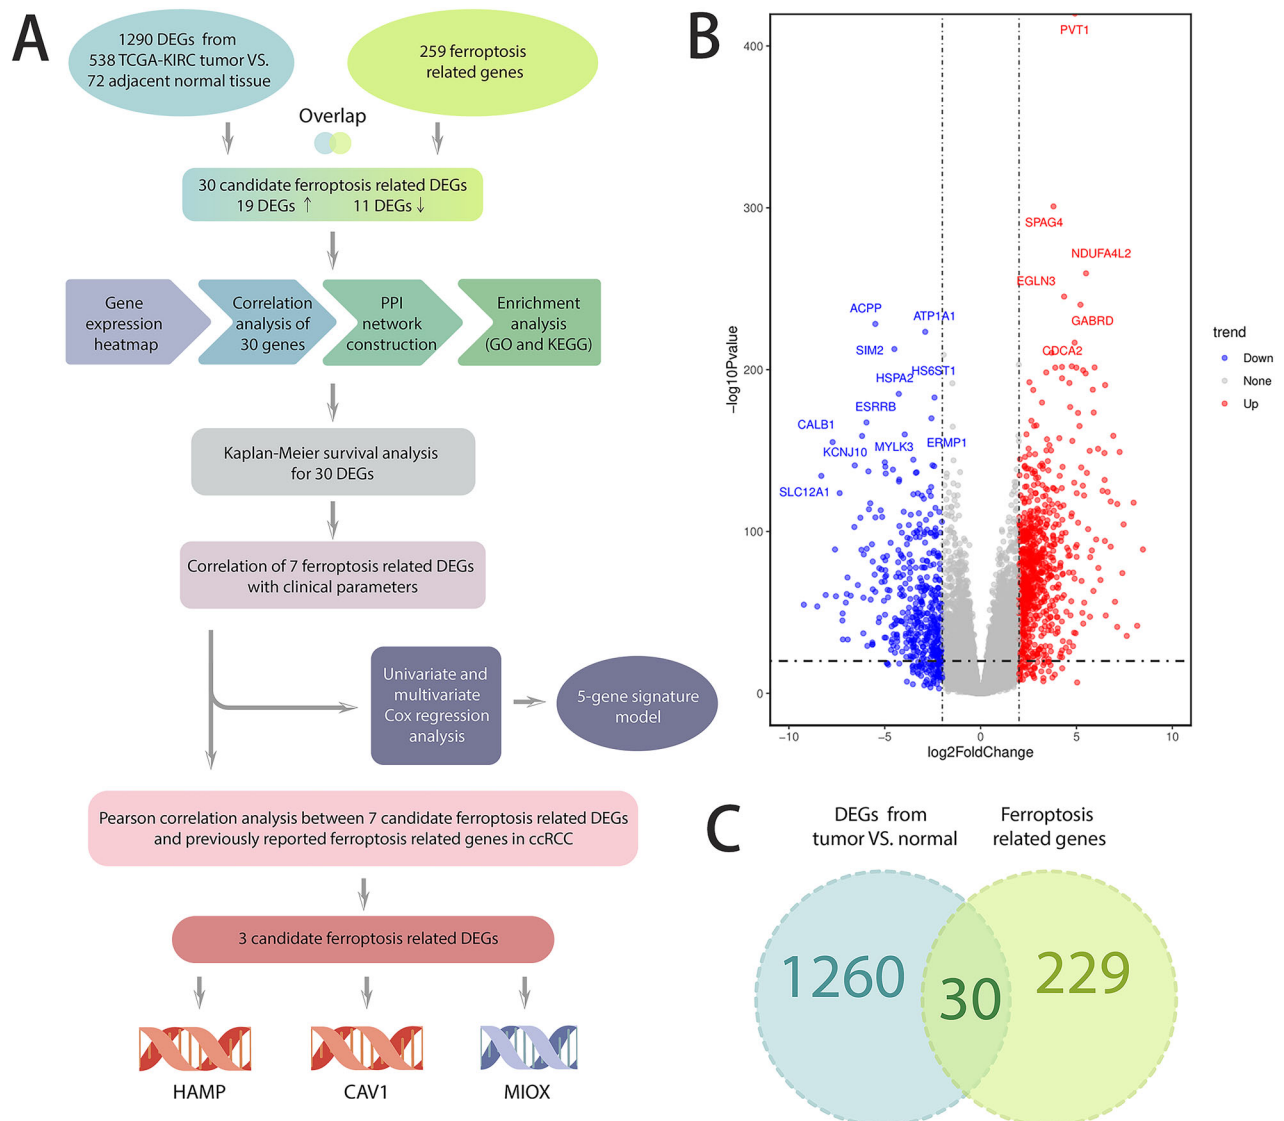 A
1290 DEGs from
538 TCGA-KIRC tumor VS.
72 adjacent normal tissue
259 ferroptosis
related genes
Overlap
30 candidate ferroptosis related DEGs
19 DEGs ↑ 11 DEGs ↓
Gene
expression
heatmap
Correlation
analysis of
30 genes
PPI
network
construction
Enrichment
analysis
(GO and KEGG)
Kaplan-Meier survival analysis
for 30 DEGs
Correlation of 7 ferroptosis related DEGs
with clinical parameters
Univariate and
multivariate
Cox regression
analysis
5-gene signature
model
Pearson correlation analysis between 7 candidate ferroptosis related DEGs
and previously reported ferroptosis related genes in ccRCC
3 candidate ferroptosis related DEGs
HAMP
CAV1
MIOX
B
PVT1
SPAG4
NDUFA4L2
EGLN3
GABRD
CDCA2
ACPP
ATP1A1
SIM2
HS6ST1
HSPA2
ESRRB
CALB1
MYLK3
ERMP1
KCNJ10
SLC12A1
400
300
200
100
0
−log10Pvalue
−10
−5
0
5
10
log2FoldChange
trend
Down
None
Up
C
DEGs from
tumor VS. normal
Ferroptosis
related genes
1260
30
229